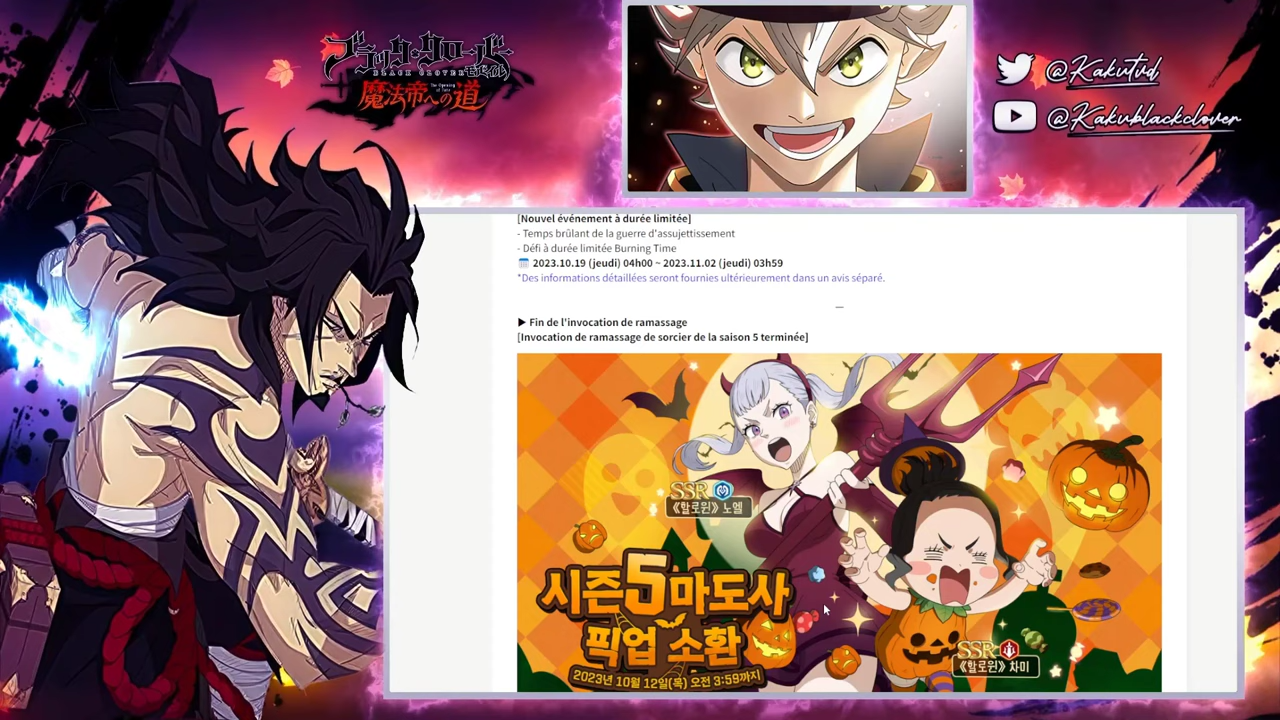 ブラック・クローバー
BLACK CLOVER モバイル
The Opening of Fate
魔法帝への道
@Kakutvd
@Kakublackclover
[Nouvel événement à durée limitée]
- Temps brûlant de la guerre d'assujettissement
- Défi à durée limitée Burning Time
2023.10.19 (jeudi) 04h00 ~ 2023.11.02 (jeudi) 03h59
*Des informations détaillées seront fournies ultérieurement dans un avis séparé.
—
▶ Fin de l'invocation de ramassage
[Invocation de ramassage de sorcier de la saison 5 terminée]
SSR
《할로윈》 노엘
시즌5마도사
픽업 소환
2023년 10월 12일(목) 오전 3:59까지
SSR
《할로윈》 차미